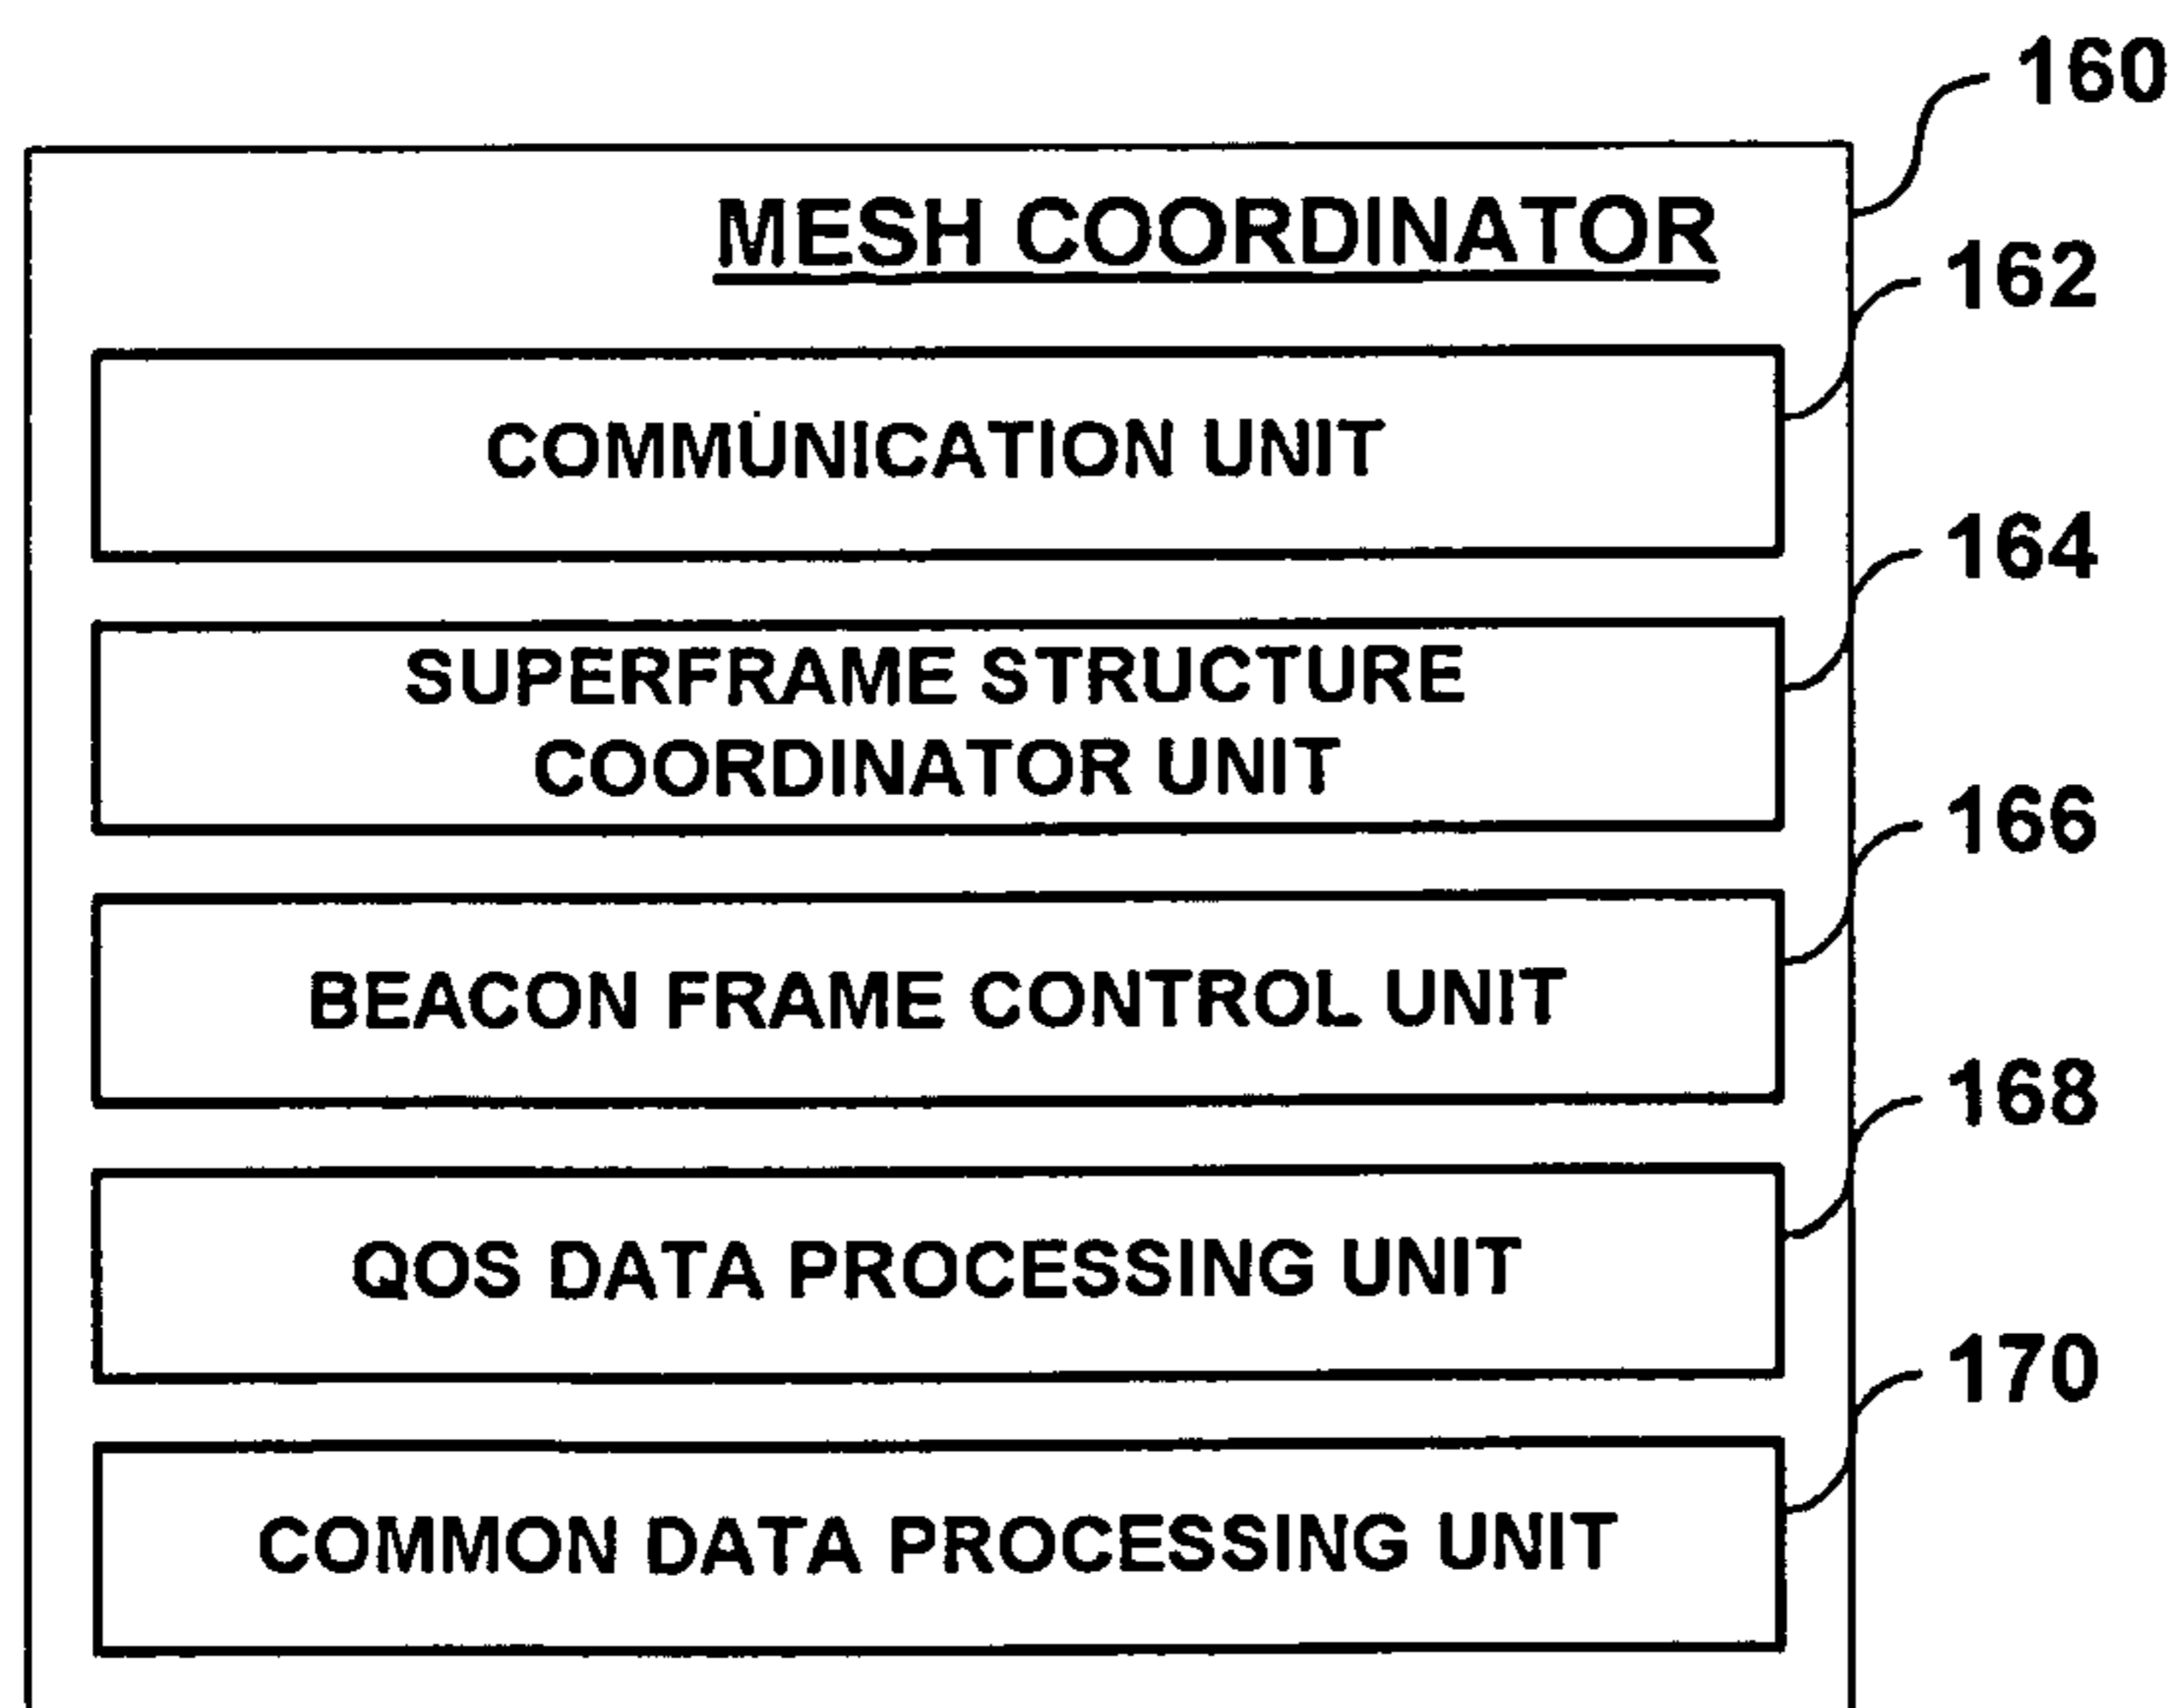 160
MESH COORDINATOR
162
COMMUNICATION UNIT
164
SUPERFRAME STRUCTURE
COORDINATOR UNIT
166
BEACON FRAME CONTROL UNIT
168
QOS DATA PROCESSING UNIT
170
COMMON DATA PROCESSING UNIT